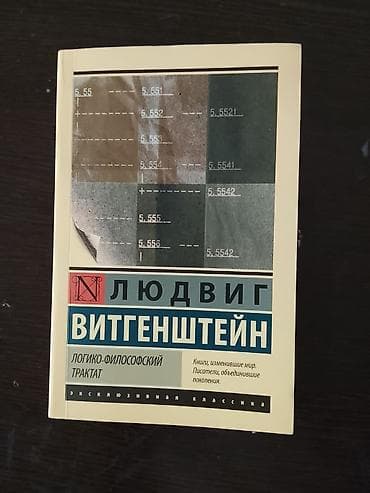 5.55 5.551
5.552 5.5521
5.553
5.554 5.5541
5.5542
5.555
5.556 5.5542
N ЛЮДВИГ
ВИТГЕНШТЕЙН
ЛОГИКО-ФИЛОСОФСКИЙ
ТРАКТАТ
Книги, изменившие мир.
Писатели, объединившие
поколения.
ЭКСКЛЮЗИВНАЯ КЛАССИКА